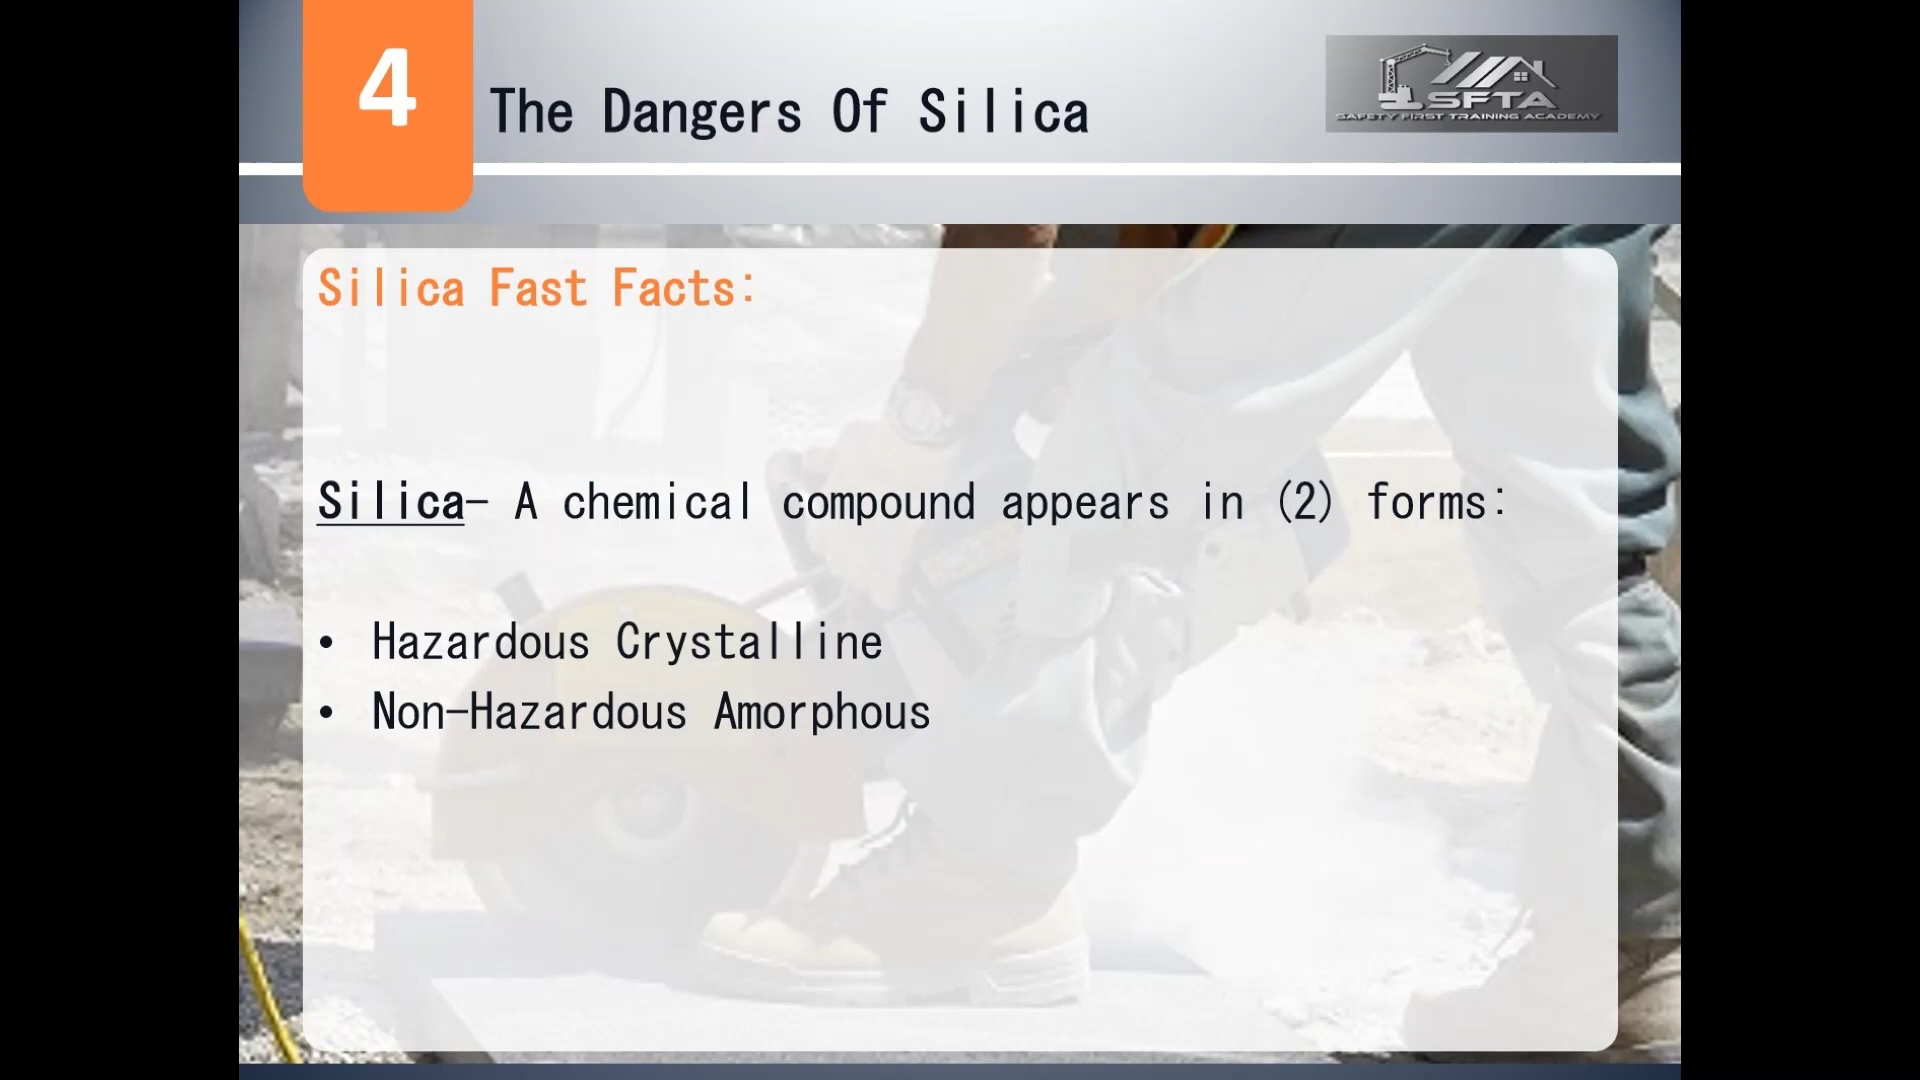 4
The Dangers Of Silica
SFTA
SAFETY FIRST TRAINING ACADEMY
Silica Fast Facts:
Silica- A chemical compound appears in (2) forms:
• Hazardous Crystalline
• Non-Hazardous Amorphous